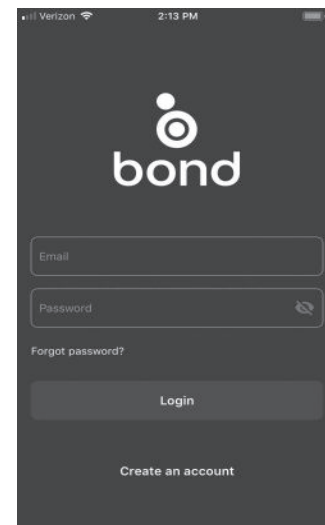 Verizon 2:13 PM
bond
Email
Password
Forgot password?
Login
Create an account